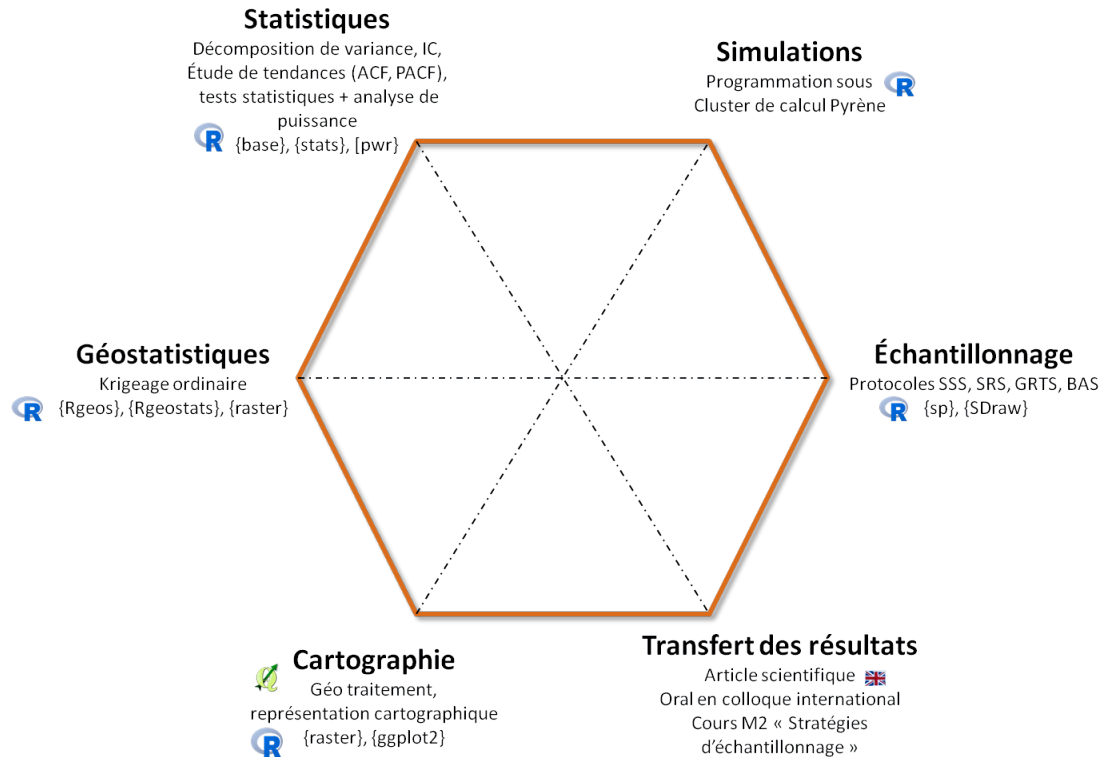 Statistiques
Décomposition de variance, IC,
Étude de tendances (ACF, PACF),
tests statistiques + analyse de
puissance
R {base}, {stats}, [pwr}
Simulations
Programmation sous R
Cluster de calcul Pyrène
Géostatistiques
Krigeage ordinaire
R {Rgeos}, {Rgeostats}, {raster}
Échantillonnage
Protocoles SSS, SRS, GRTS, BAS
R {sp}, {SDraw}
Cartographie
Géo traitement,
représentation cartographique
R {raster}, {ggplot2}
Transfert des résultats
Article scientifique
Oral en colloque international
Cours M2 « Stratégies
d’échantillonnage »